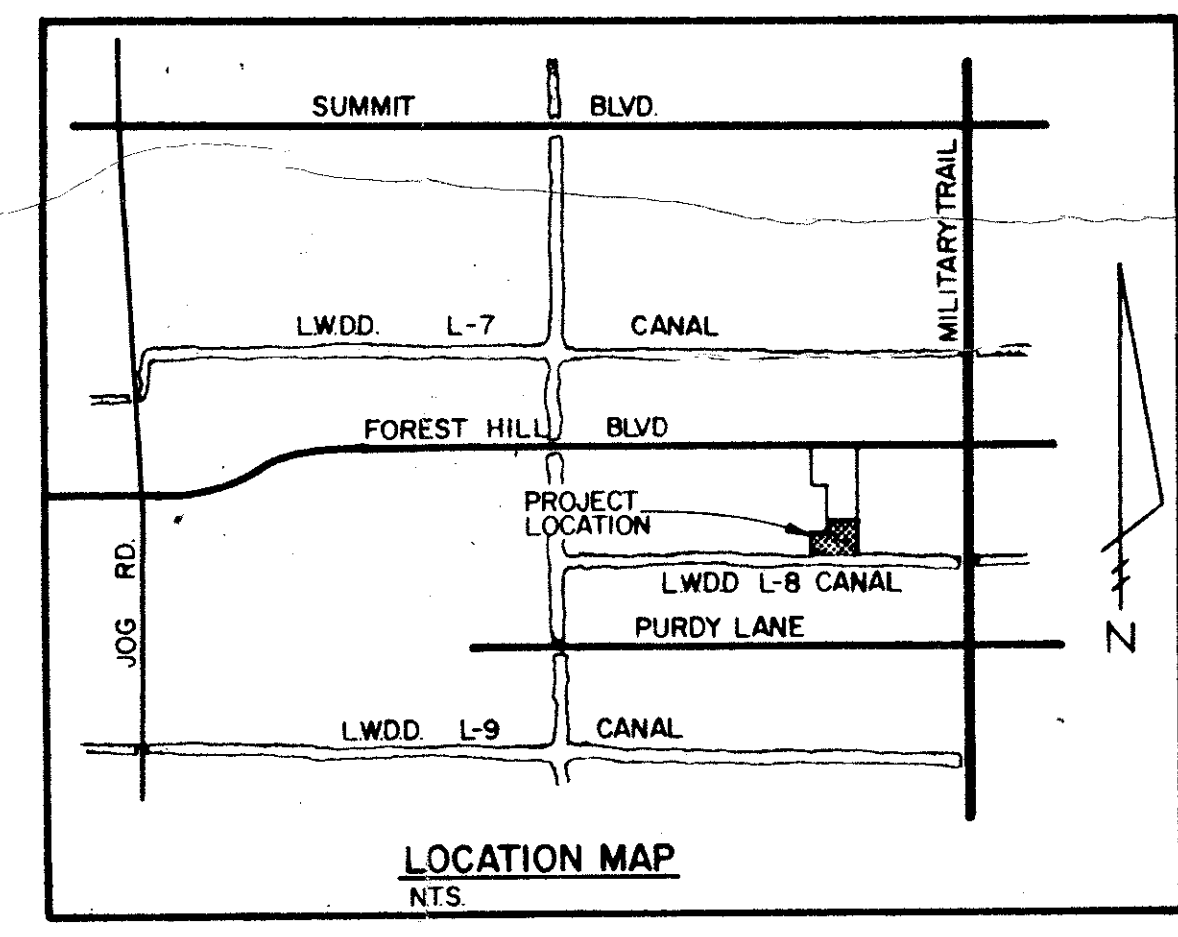 SUMMIT BLVD.
MILITARY TRAIL
L.W.D.D. L-7 CANAL
FOREST HILL BLVD
PROJECT
LOCATION
L.W.D.D L-8 CANAL
JOG RD.
PURDY LANE
N
L.W.D.D. L-9 CANAL
LOCATION MAP
N.T.S.